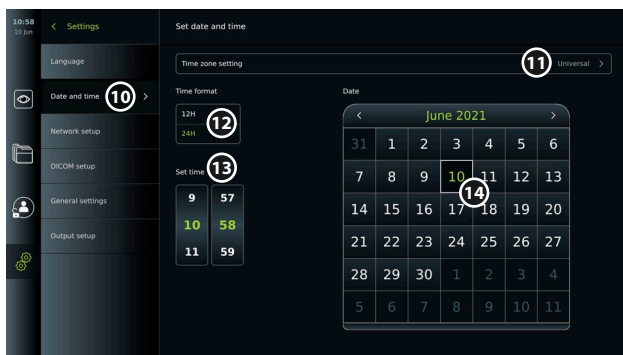 10:58
10 Jun
Settings
Set date and time
Language
Date and time 10
Network setup
DICOM setup
General settings
Output setup
Time zone setting 11 Universal
Time format
12H
24H
12
Set time 13
9 57
10 58
11 59
Date
June 2021
31 1 2 3 4 5 6
7 8 9 10 11 12 13
14
14 15 16 17 18 19 20
21 22 23 24 25 26 27
28 29 30 1 2 3 4
5 6 7 8 9 10 11